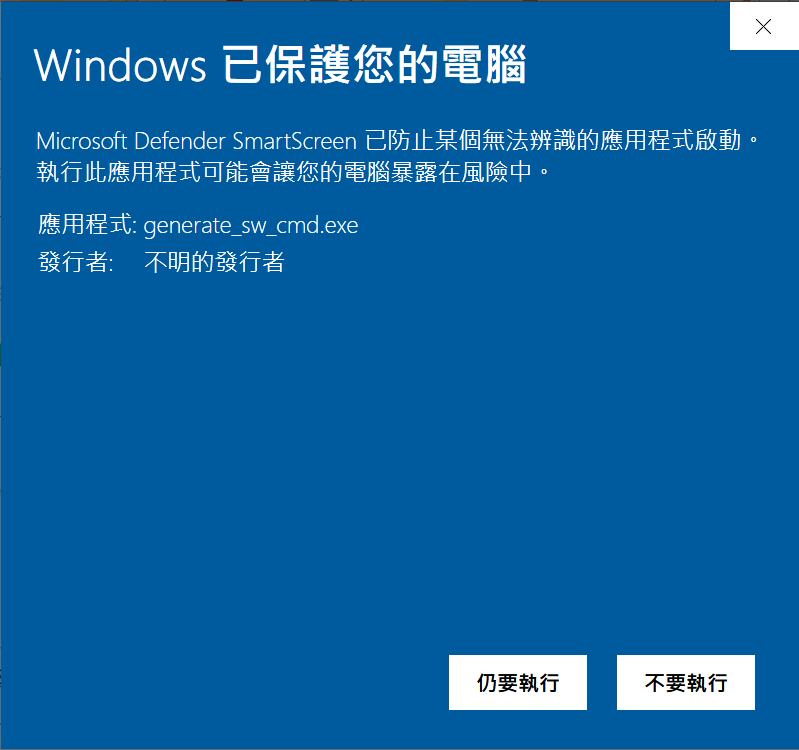 Windows 已保護您的電腦
Microsoft Defender SmartScreen 已防止某個無法辨識的應用程式啟動。
執行此應用程式可能會讓您的電腦暴露在風險中。
應用程式: generate_sw_cmd.exe
發行者: 不明的發行者
仍要執行 不要執行